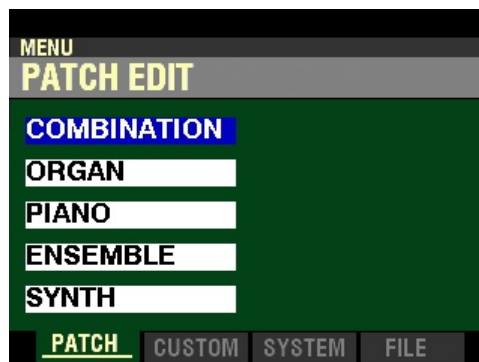 MENU
PATCH EDIT
COMBINATION
ORGAN
PIANO
ENSEMBLE
SYNTH
PATCH CUSTOM SYSTEM FILE